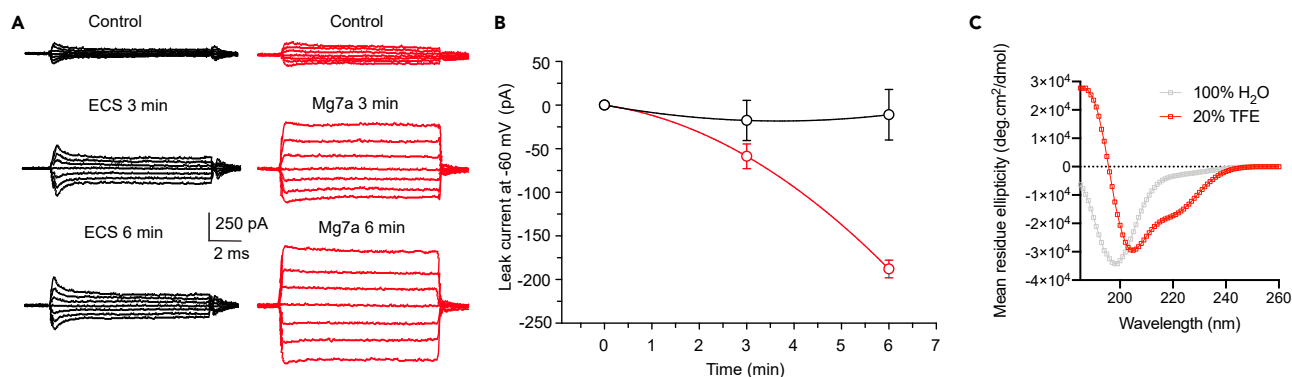 A
Control
Control
ECS 3 min
Mg7a 3 min
ECS 6 min
250 pA
2 ms
Mg7a 6 min
B
Leak current at -60 mV (pA)
50
0
-50
-100
-150
-200
-250
0
1
2
3
4
5
6
7
Time (min)
C
Mean residue ellipticity (deg.cm²/dmol)
3×10⁴
2×10⁴
1×10⁴
0
-1×10⁴
-2×10⁴
-3×10⁴
-4×10⁴
100% H₂O
20% TFE
200
220
240
260
Wavelength (nm)